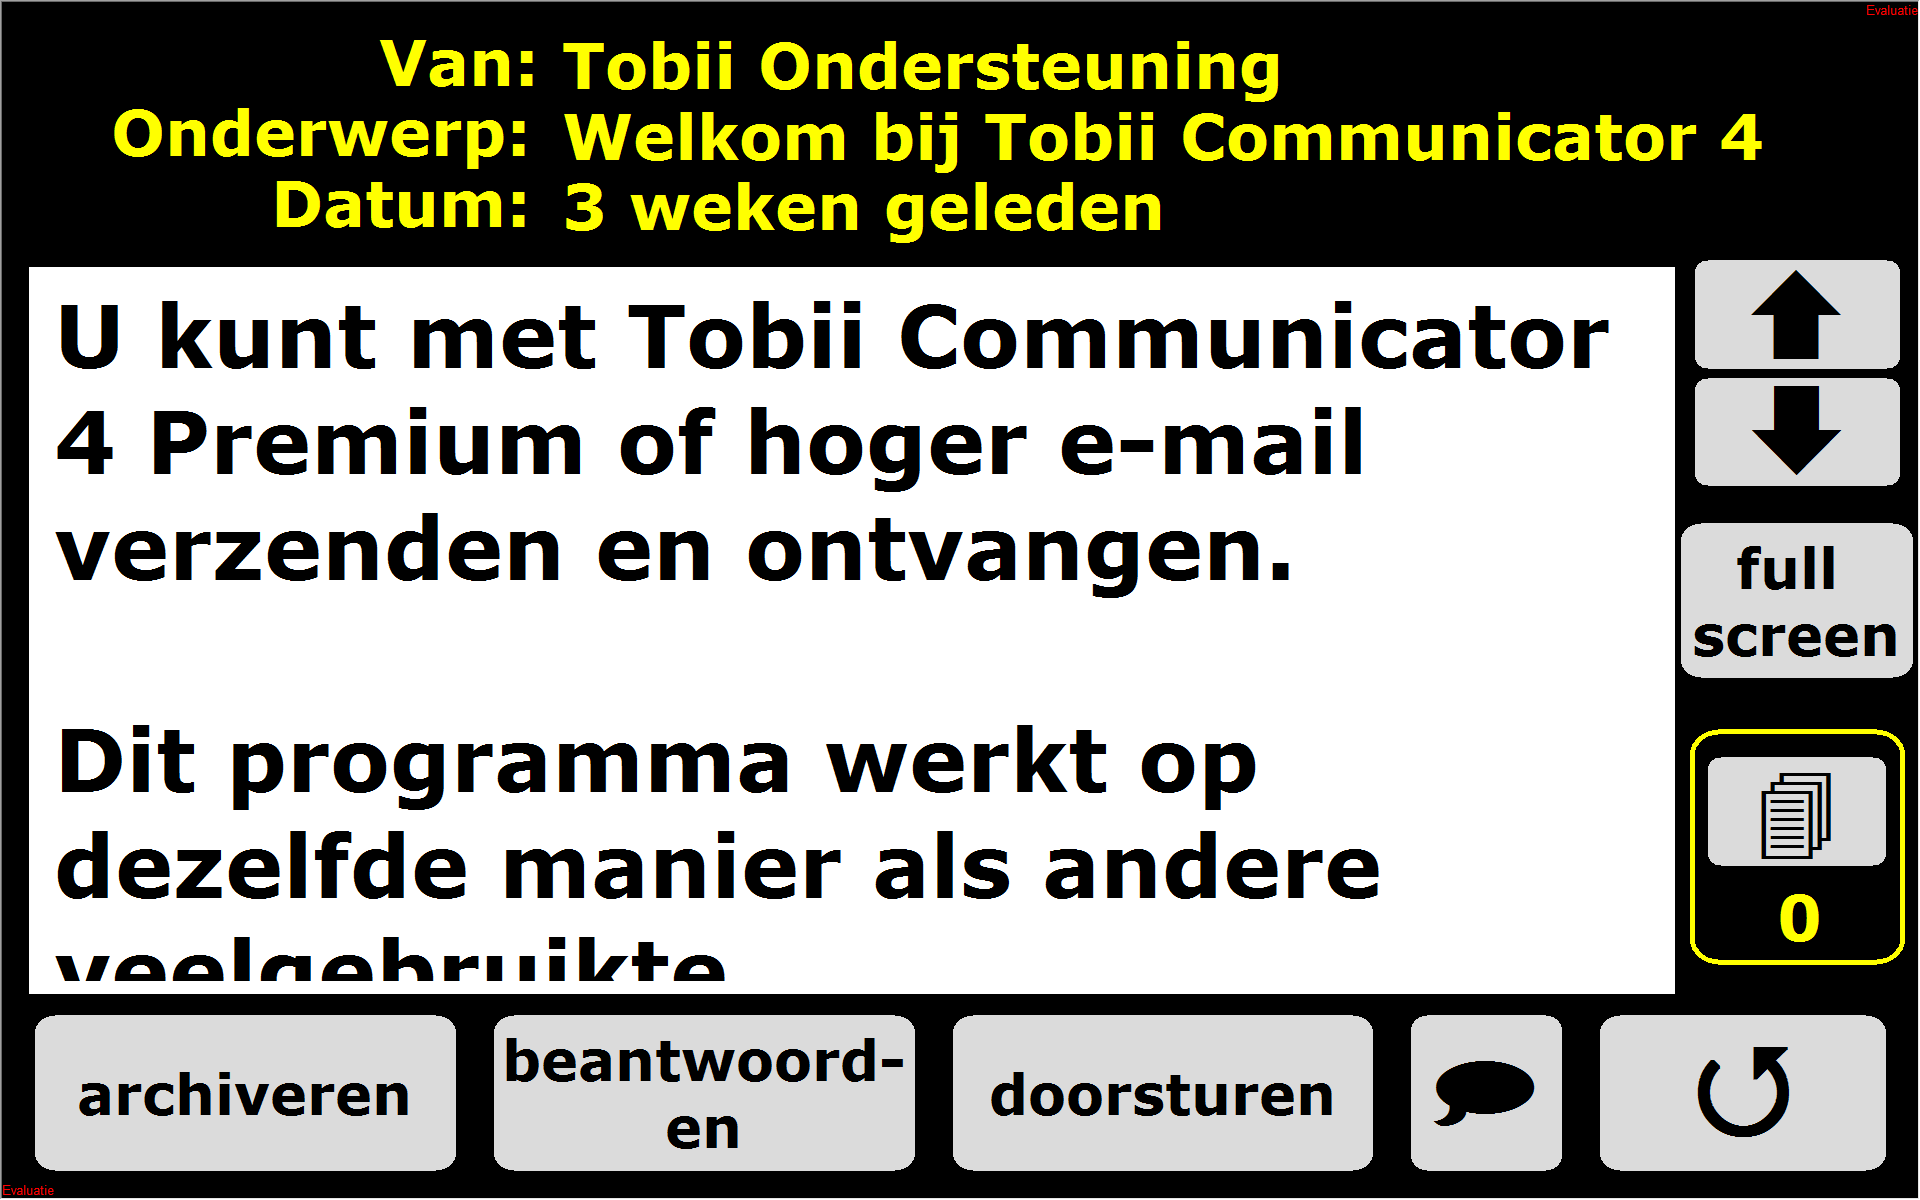 Evaluatie
Van: Tobii Ondersteuning
Onderwerp: Welkom bij Tobii Communicator 4
Datum: 3 weken geleden
U kunt met Tobii Communicator
4 Premium of hoger e-mail
verzenden en ontvangen.
Dit programma werkt op
dezelfde manier als andere
veelgebruikte
full
screen
0
archiveren
beantwoord-
en
doorsturen
Evaluatie